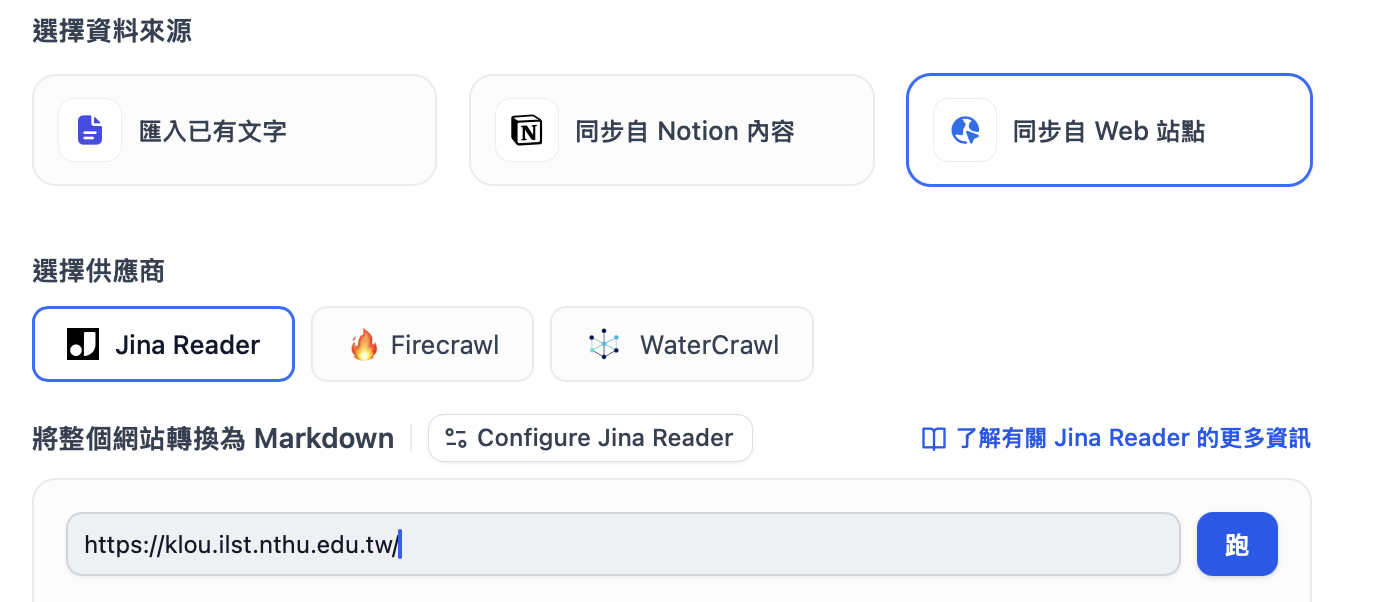 選擇資料來源
匯入已有文字
同步自 Notion 內容
同步自 Web 站點
選擇供應商
Jina Reader
Firecrawl
WaterCrawl
將整個網站轉換為 Markdown
Configure Jina Reader
了解有關 Jina Reader 的更多資訊
https://klou.ilst.nthu.edu.tw/
跑